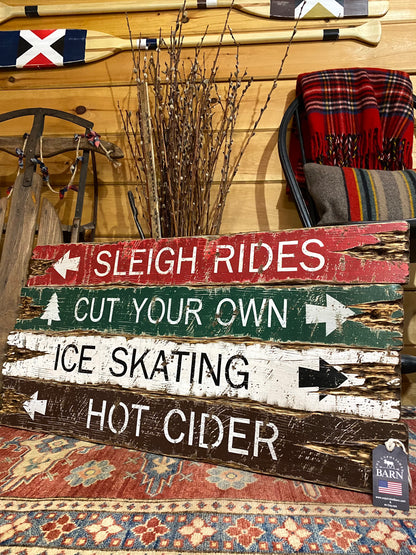 SLEIGH RIDES
CUT YOUR OWN
ICE SKATING
HOT CIDER
BARN